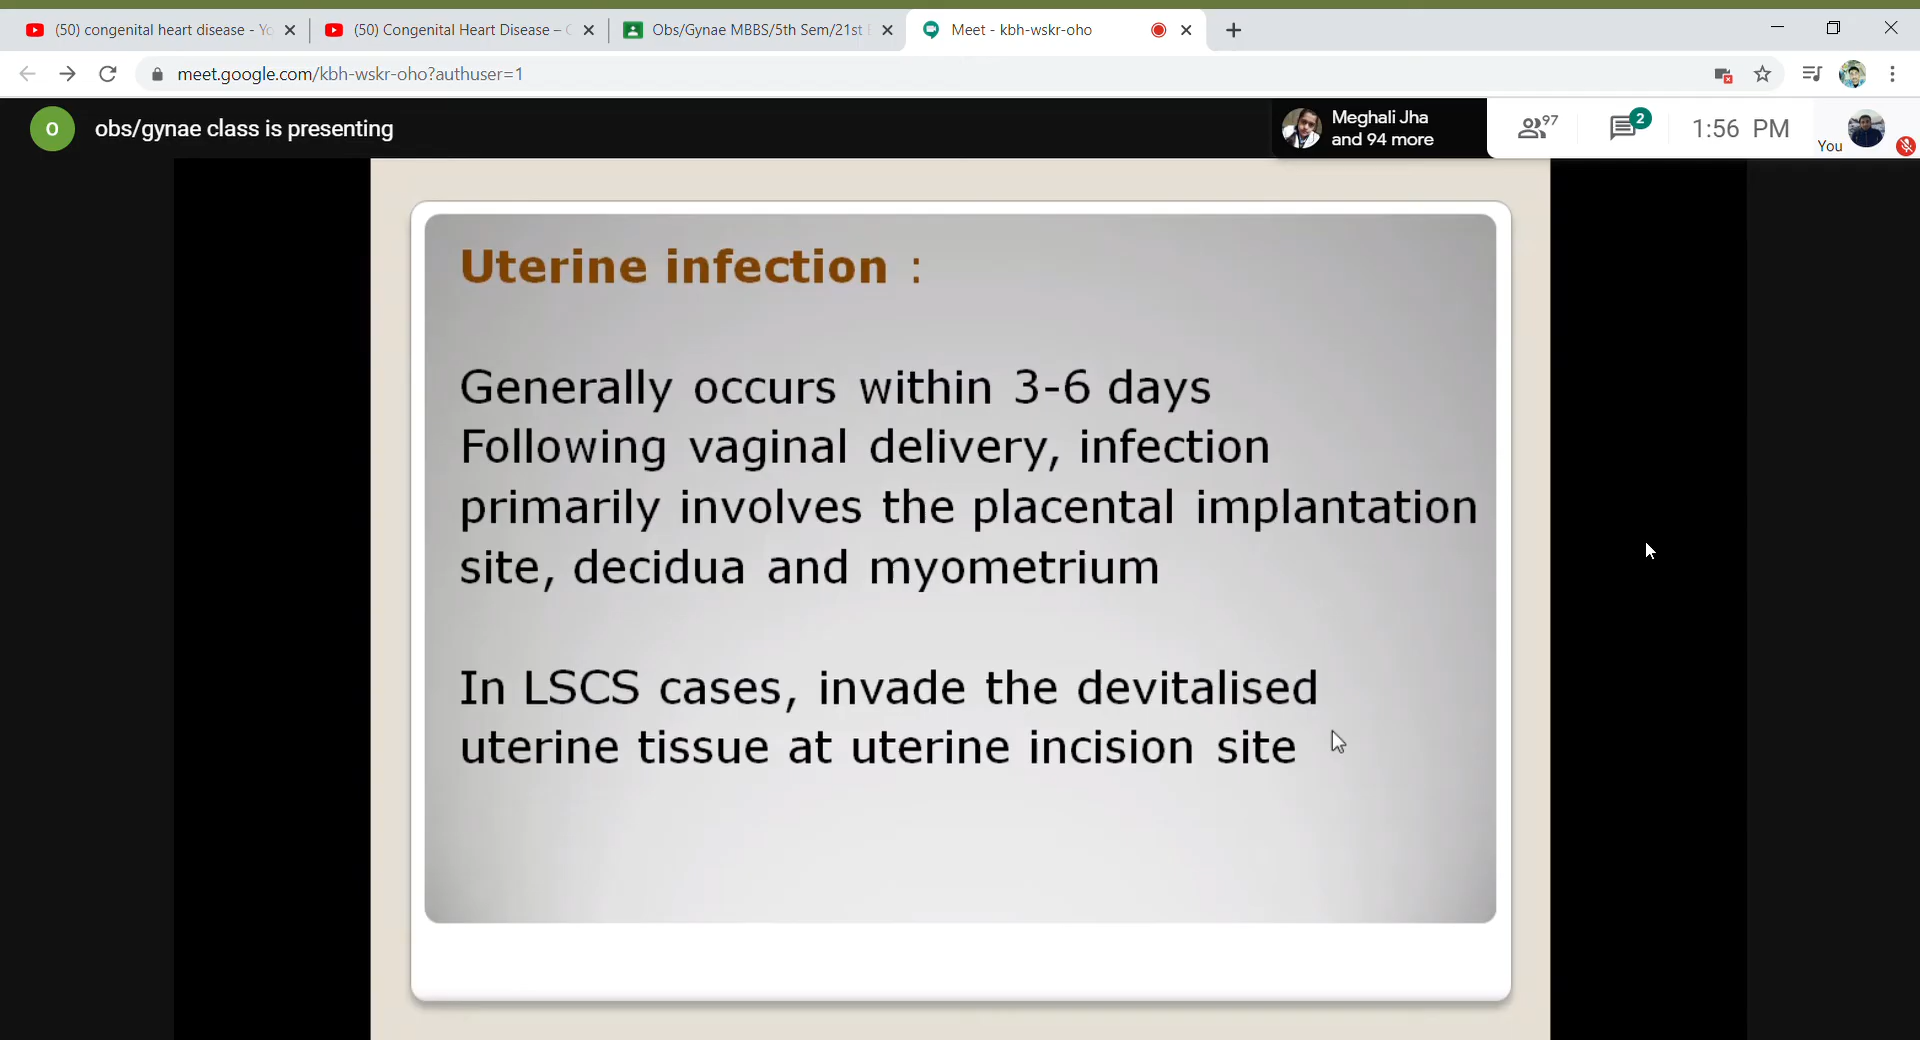 (50) congenital heart disease - Yo
(50) Congenital Heart Disease –
Obs/Gynae MBBS/5th Sem/21st
Meet - kbh-wskr-oho
meet.google.com/kbh-wskr-oho?authuser=1
O
obs/gynae class is presenting
Meghali Jha
and 94 more
97
2
1:56 PM
You
Uterine infection :
Generally occurs within 3-6 days
Following vaginal delivery, infection
primarily involves the placental implantation
site, decidua and myometrium
In LSCS cases, invade the devitalised
uterine tissue at uterine incision site